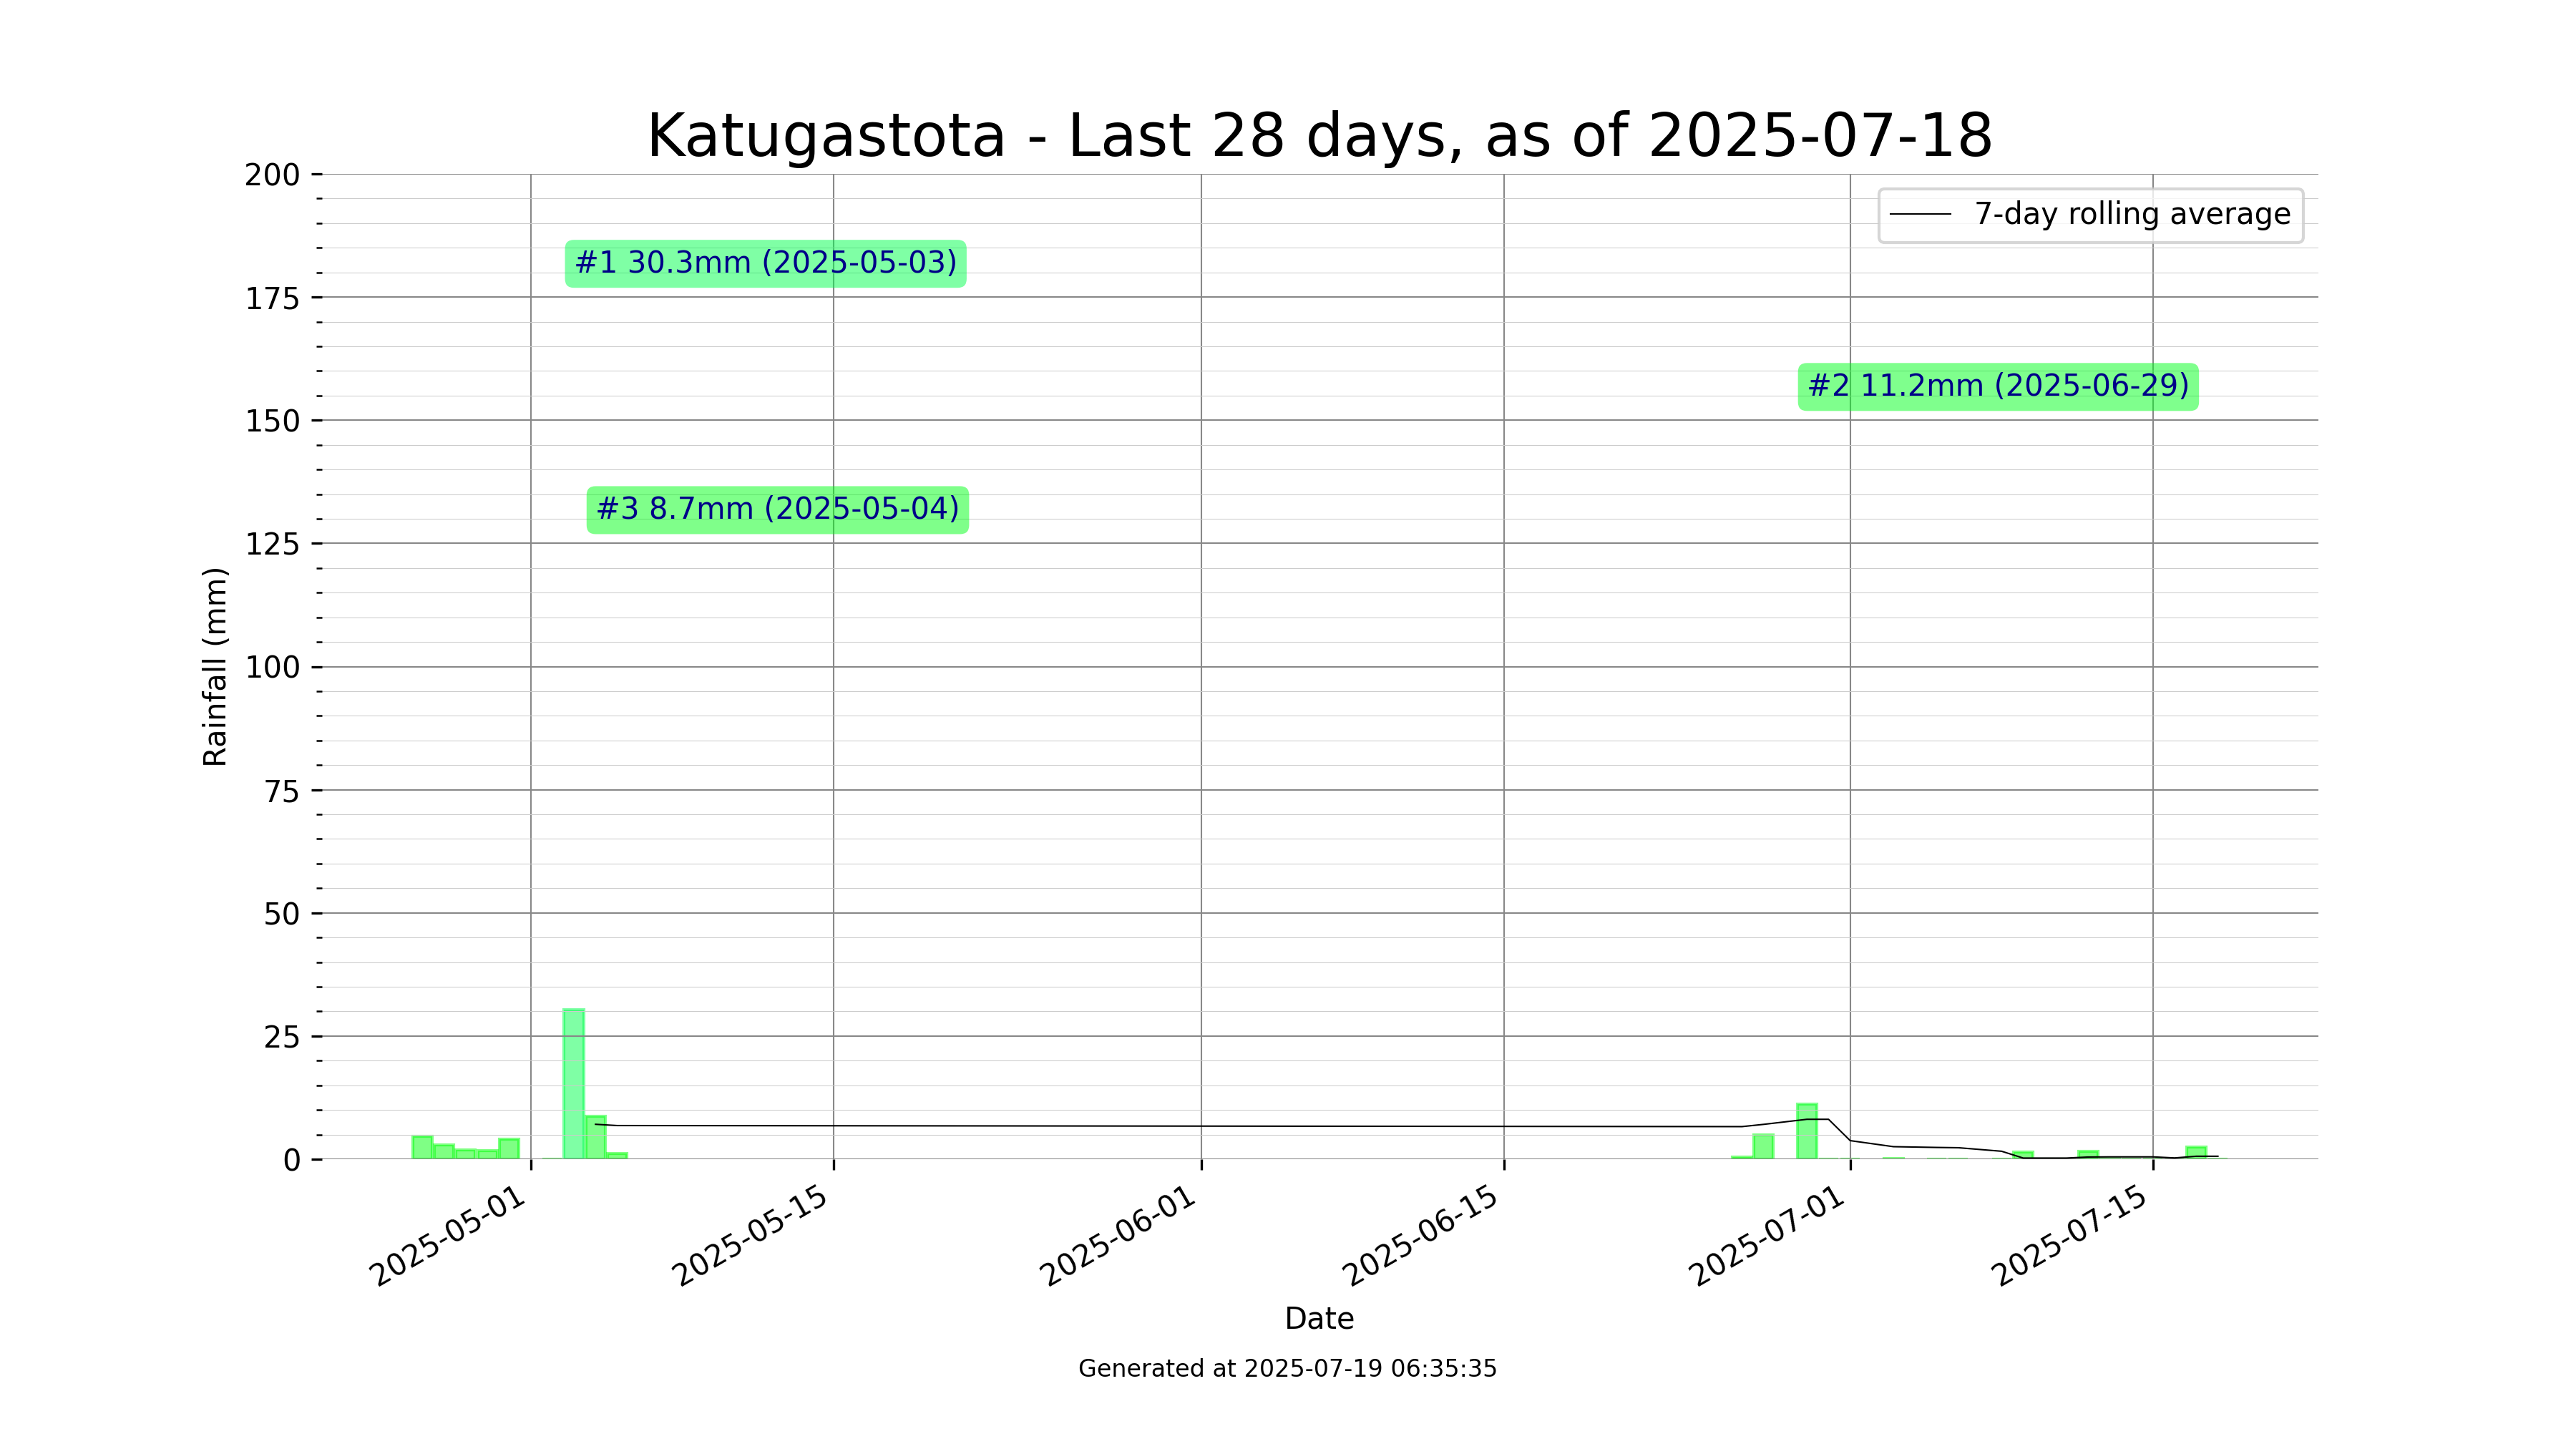 Katugastota - Last 28 days, as of 2025-07-18
7-day rolling average
#1 30.3mm (2025-05-03)
#2 11.2mm (2025-06-29)
#3 8.7mm (2025-05-04)
Rainfall (mm)
200
175
150
125
100
75
50
25
0
2025-05-01
2025-05-15
2025-06-01
2025-06-15
2025-07-01
2025-07-15
Date
Generated at 2025-07-19 06:35:35